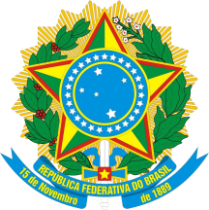 REPÚBLICA FEDERATIVA DO BRASIL
15 de Novembro de 1889